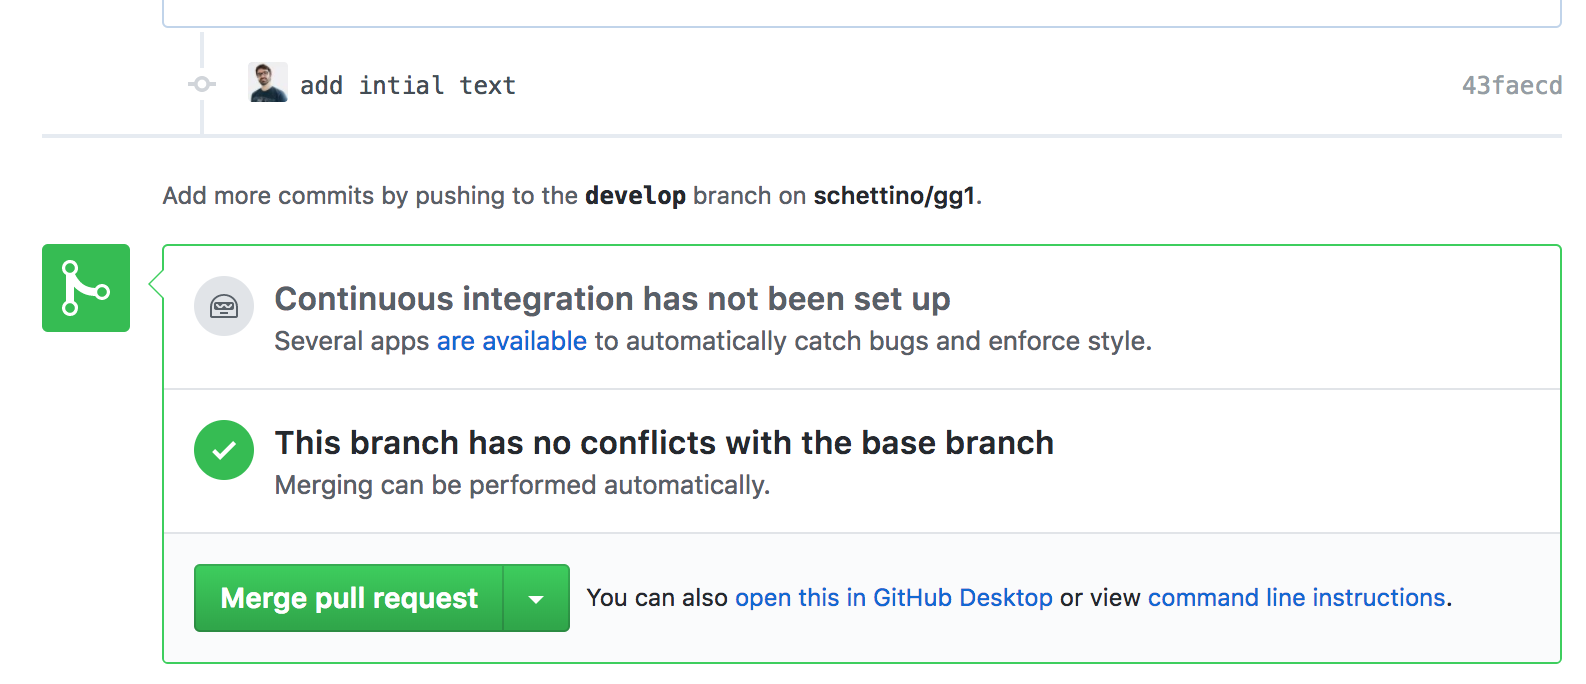 add intial text 43faecd
Add more commits by pushing to the develop branch on schettino/gg1.
Continuous integration has not been set up
Several apps are available to automatically catch bugs and enforce style.
This branch has no conflicts with the base branch
Merging can be performed automatically.
Merge pull request You can also open this in GitHub Desktop or view command line instructions.